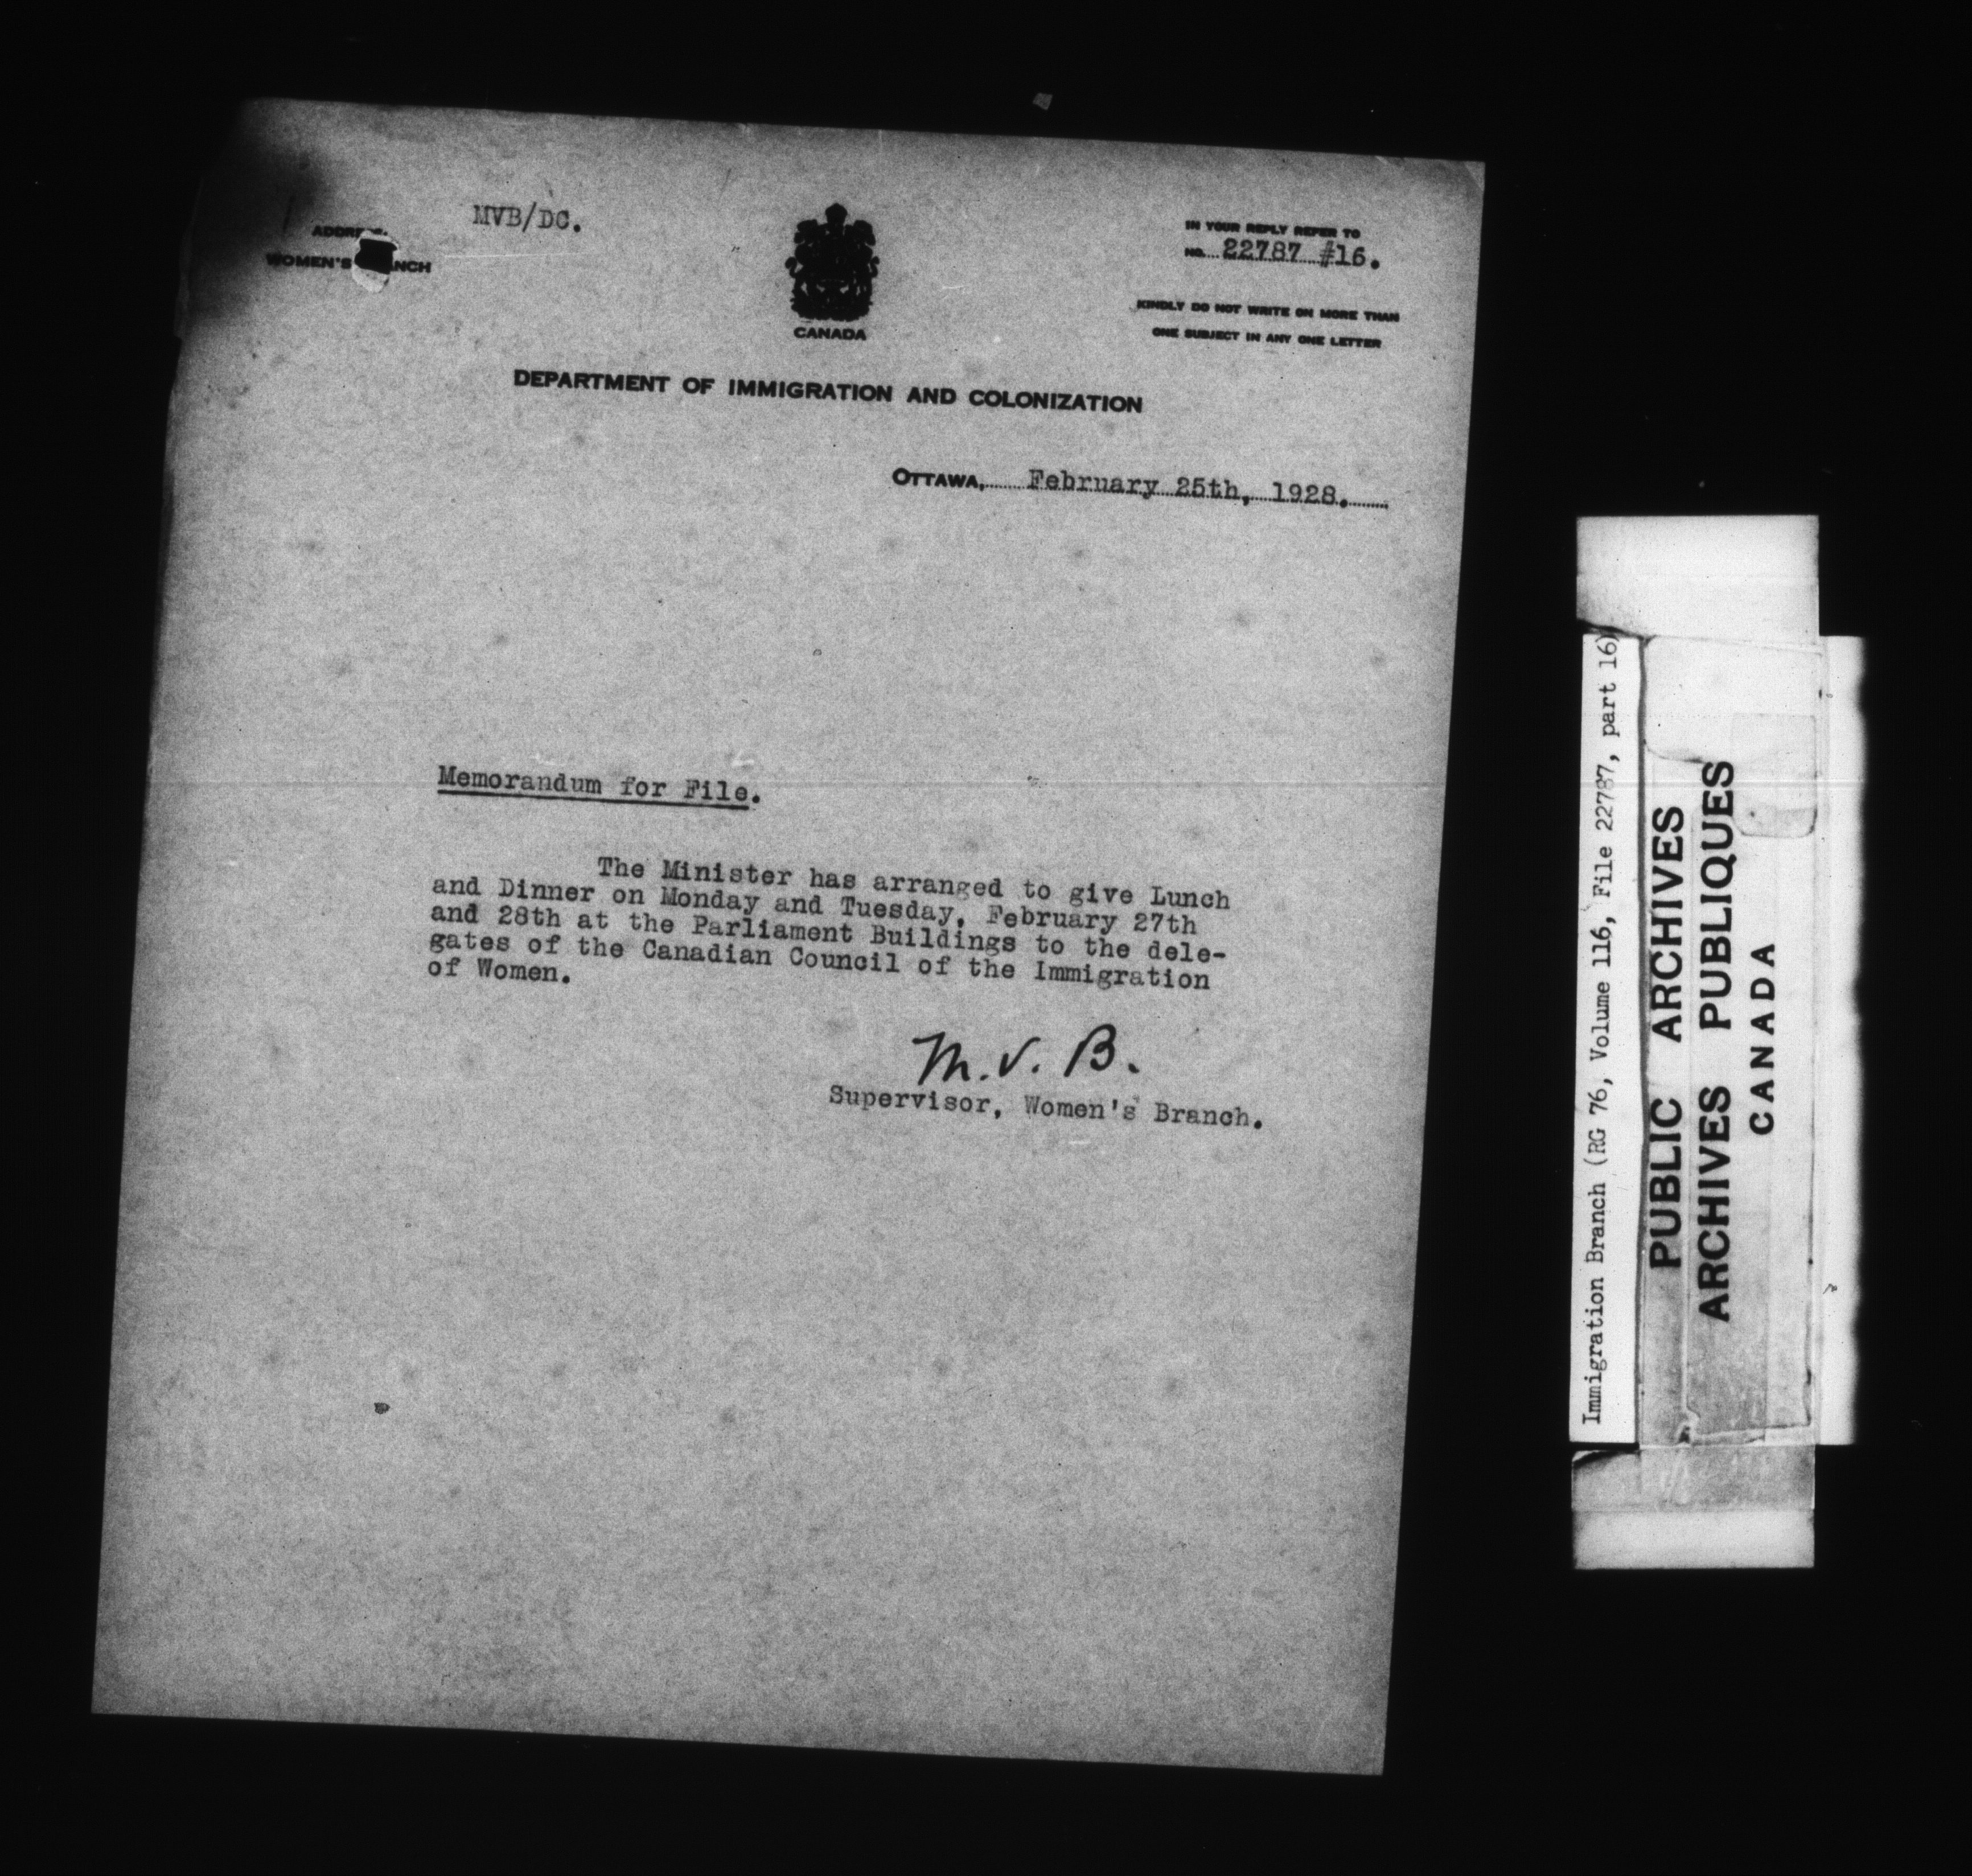 MVB/DC.
WOMEN'S
CANADA
IN YOUR REPLY REFER TO
No. 22787 #16.
KINDLY DO NOT WRITE ON MORE THAN
ONE SUBJECT IN ANY ONE LETTER
DEPARTMENT OF IMMIGRATION AND COLONIZATION
OTTAWA, February 25th, 1928.
Memorandum for File.
The Minister has arranged to give Lunch
and Dinner on Monday and Tuesday, February 27th
and 28th at the Parliament Buildings to the dele-
gates of the Canadian Council of the Immigration
of Women.
M. V. B.
Supervisor, Women's Branch.
Immigration Branch (RG 76, Volume 116, File 22787, part 16)
PUBLIC ARCHIVES
ARCHIVES PUBLIQUES
CANADA